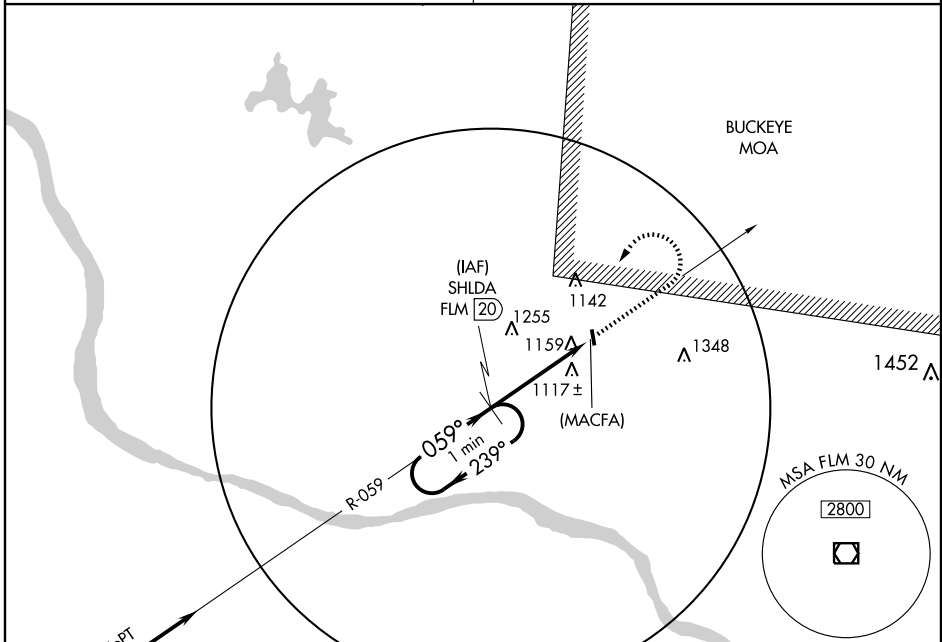 BUCKEYE
MOA
(IAF)
SHLDA
FLM 20
1142
1255
1159
1348
1452
1117 ±
(MACFA)
059°
1 min
239°
R-059
MSA FLM 30 NM
2800